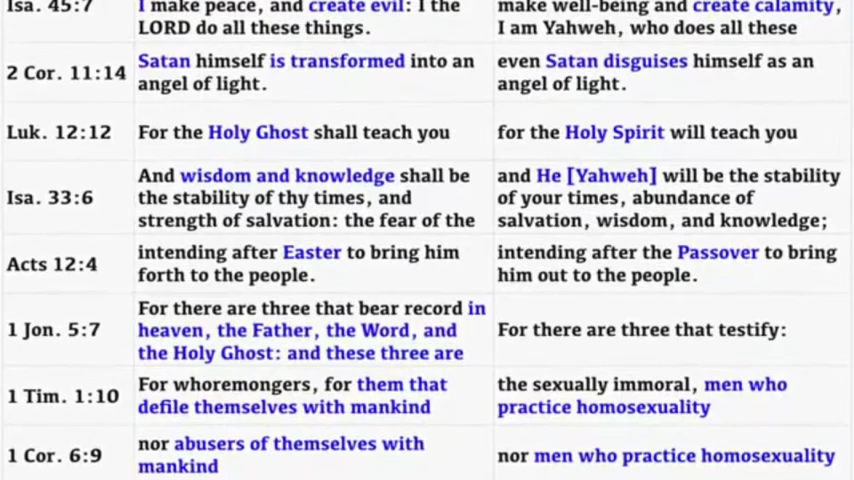 Isa. 45:7
I make peace, and create evil: I the
LORD do all these things.
make well-being and create calamity,
I am Yahweh, who does all these
2 Cor. 11:14
Satan himself is transformed into an
angel of light.
even Satan disguises himself as an
angel of light.
Luk. 12:12
For the Holy Ghost shall teach you
for the Holy Spirit will teach you
Isa. 33:6
And wisdom and knowledge shall be
the stability of thy times, and
strength of salvation: the fear of the
and He [Yahweh] will be the stability
of your times, abundance of
salvation, wisdom, and knowledge;
Acts 12:4
intending after Easter to bring him
forth to the people.
intending after the Passover to bring
him out to the people.
1 Jon. 5:7
For there are three that bear record in
heaven, the Father, the Word, and
the Holy Ghost: and these three are
For there are three that testify:
1 Tim. 1:10
For whoremongers, for them that
defile themselves with mankind
the sexually immoral, men who
practice homosexuality
1 Cor. 6:9
nor abusers of themselves with
mankind
nor men who practice homosexuality